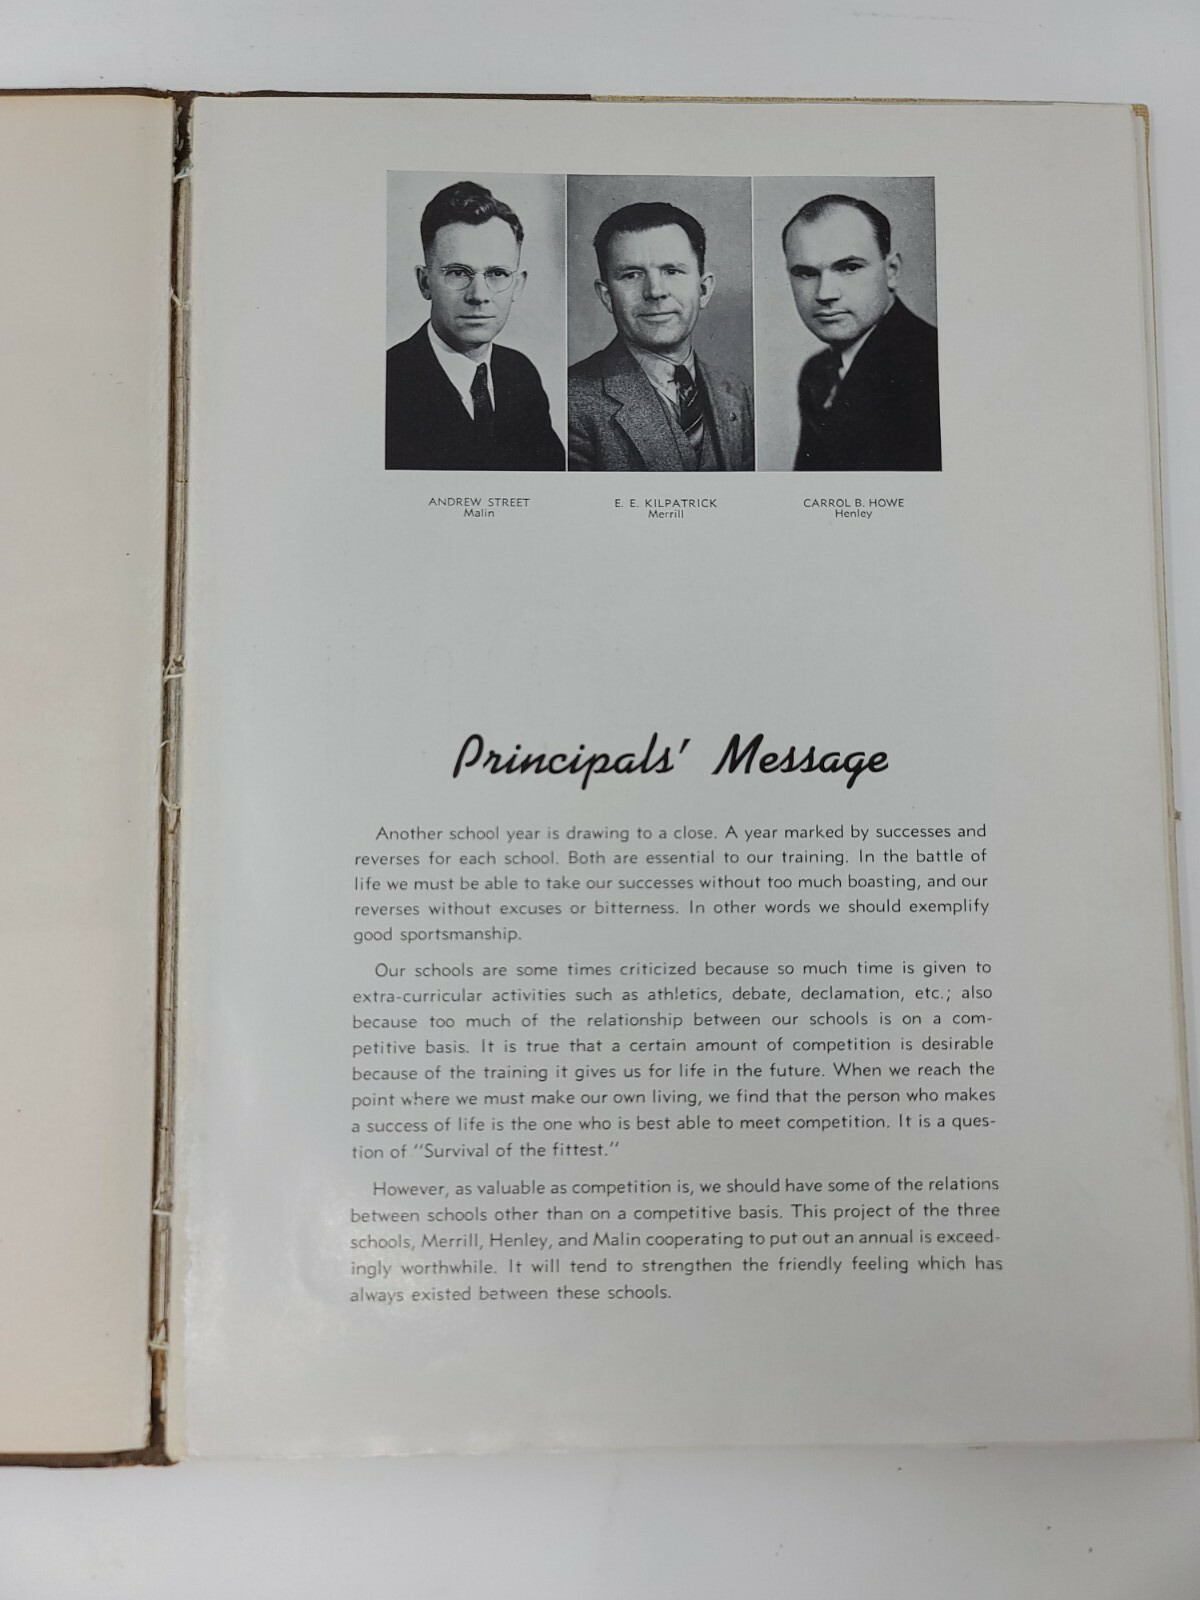 ANDREW STREET
Malin
E. E. KILPATRICK
Merrill
CARROL B. HOWE
Henley
Principals' Message
Another school year is drawing to a close. A year marked by successes and
reverses for each school. Both are essential to our training. In the battle of
life we must be able to take our successes without too much boasting, and our
reverses without excuses or bitterness. In other words we should exemplify
good sportsmanship.
Our schools are some times criticized because so much time is given to
extra-curricular activities such as athletics, debate, declamation, etc.; also
because too much of the relationship between our schools is on a com-
petitive basis. It is true that a certain amount of competition is desirable
because of the training it gives us for life in the future. When we reach the
point where we must make our own living, we find that the person who makes
a success of life is the one who is best able to meet competition. It is a ques-
tion of "Survival of the fittest."
However, as valuable as competition is, we should have some of the relations
between schools other than on a competitive basis. This project of the three
schools, Merrill, Henley, and Malin cooperating to put out an annual is exceed-
ingly worthwhile. It will tend to strengthen the friendly feeling which has
always existed between these schools.